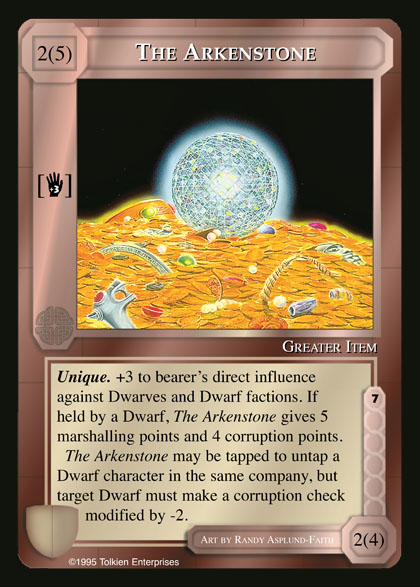 2(5)
The Arkenstone
[+3]
Greater Item
Unique. +3 to bearer's direct influence
against Dwarves and Dwarf factions. If
held by a Dwarf, The Arkenstone gives 5
marshalling points and 4 corruption points.
The Arkenstone may be tapped to untap a
Dwarf character in the same company, but
target Dwarf must make a corruption check
modified by -2.
7
Art by Randy Asplund-Faith
2(4)
©1995 Tolkien Enterprises